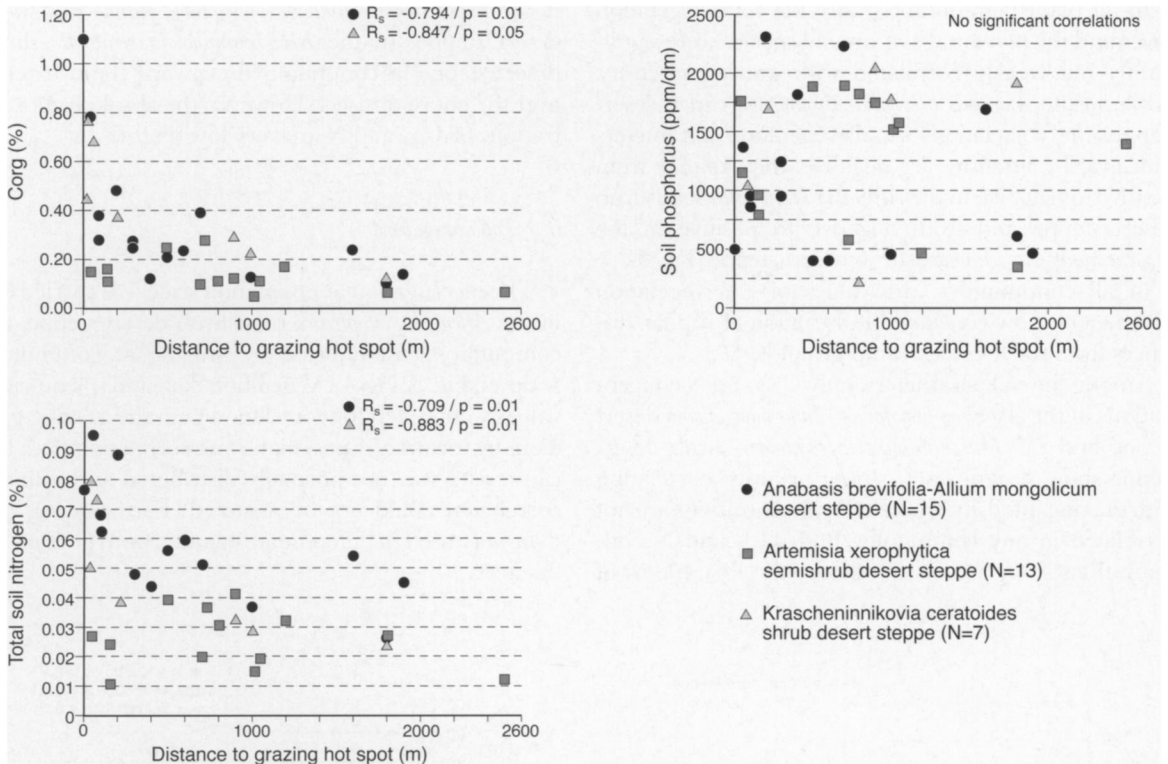 Rs = -0.794 / p = 0.01
Rs = -0.847 / p = 0.05
Corg (%)
1.20
1.00
0.80
0.60
0.40
0.20
0.00
0 1000 2000 2600
Distance to grazing hot spot (m)
No significant correlations
Soil phosphorus (ppm/dm)
2500
2000
1500
1000
500
0
0 1000 2000 2600
Distance to grazing hot spot (m)
Rs = -0.709 / p = 0.01
Rs = -0.883 / p = 0.01
Total soil nitrogen (%)
0.10
0.09
0.08
0.07
0.06
0.05
0.04
0.03
0.02
0.01
0
0 1000 2000 2600
Distance to grazing hot spot (m)
Anabasis brevifolia-Allium mongolicum
desert steppe (N=15)
Artemisia xerophytica
semishrub desert steppe (N=13)
Krascheninnikovia ceratoides
shrub desert steppe (N=7)